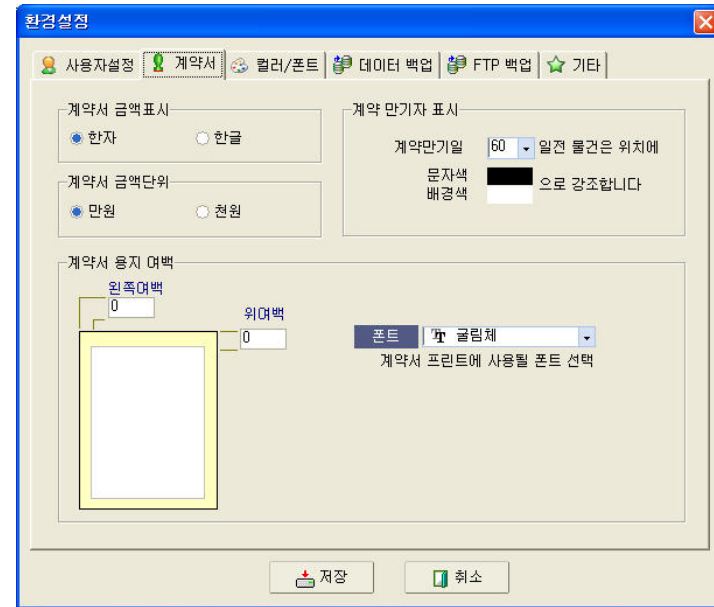 환경설정
사용자설정 계약서 컬러/폰트 데이터 백업 FTP 백업 기타
계약서 금액표시
한자 한글
계약서 금액단위
만원 천원
계약 만기자 표시
계약만기일 60 일전 물건은 위치에
문자색
배경색 으로 강조합니다
계약서 용지 여백
왼쪽여백
0
위여백
0
폰트 굴림체
계약서 프린트에 사용될 폰트 선택
저장 취소